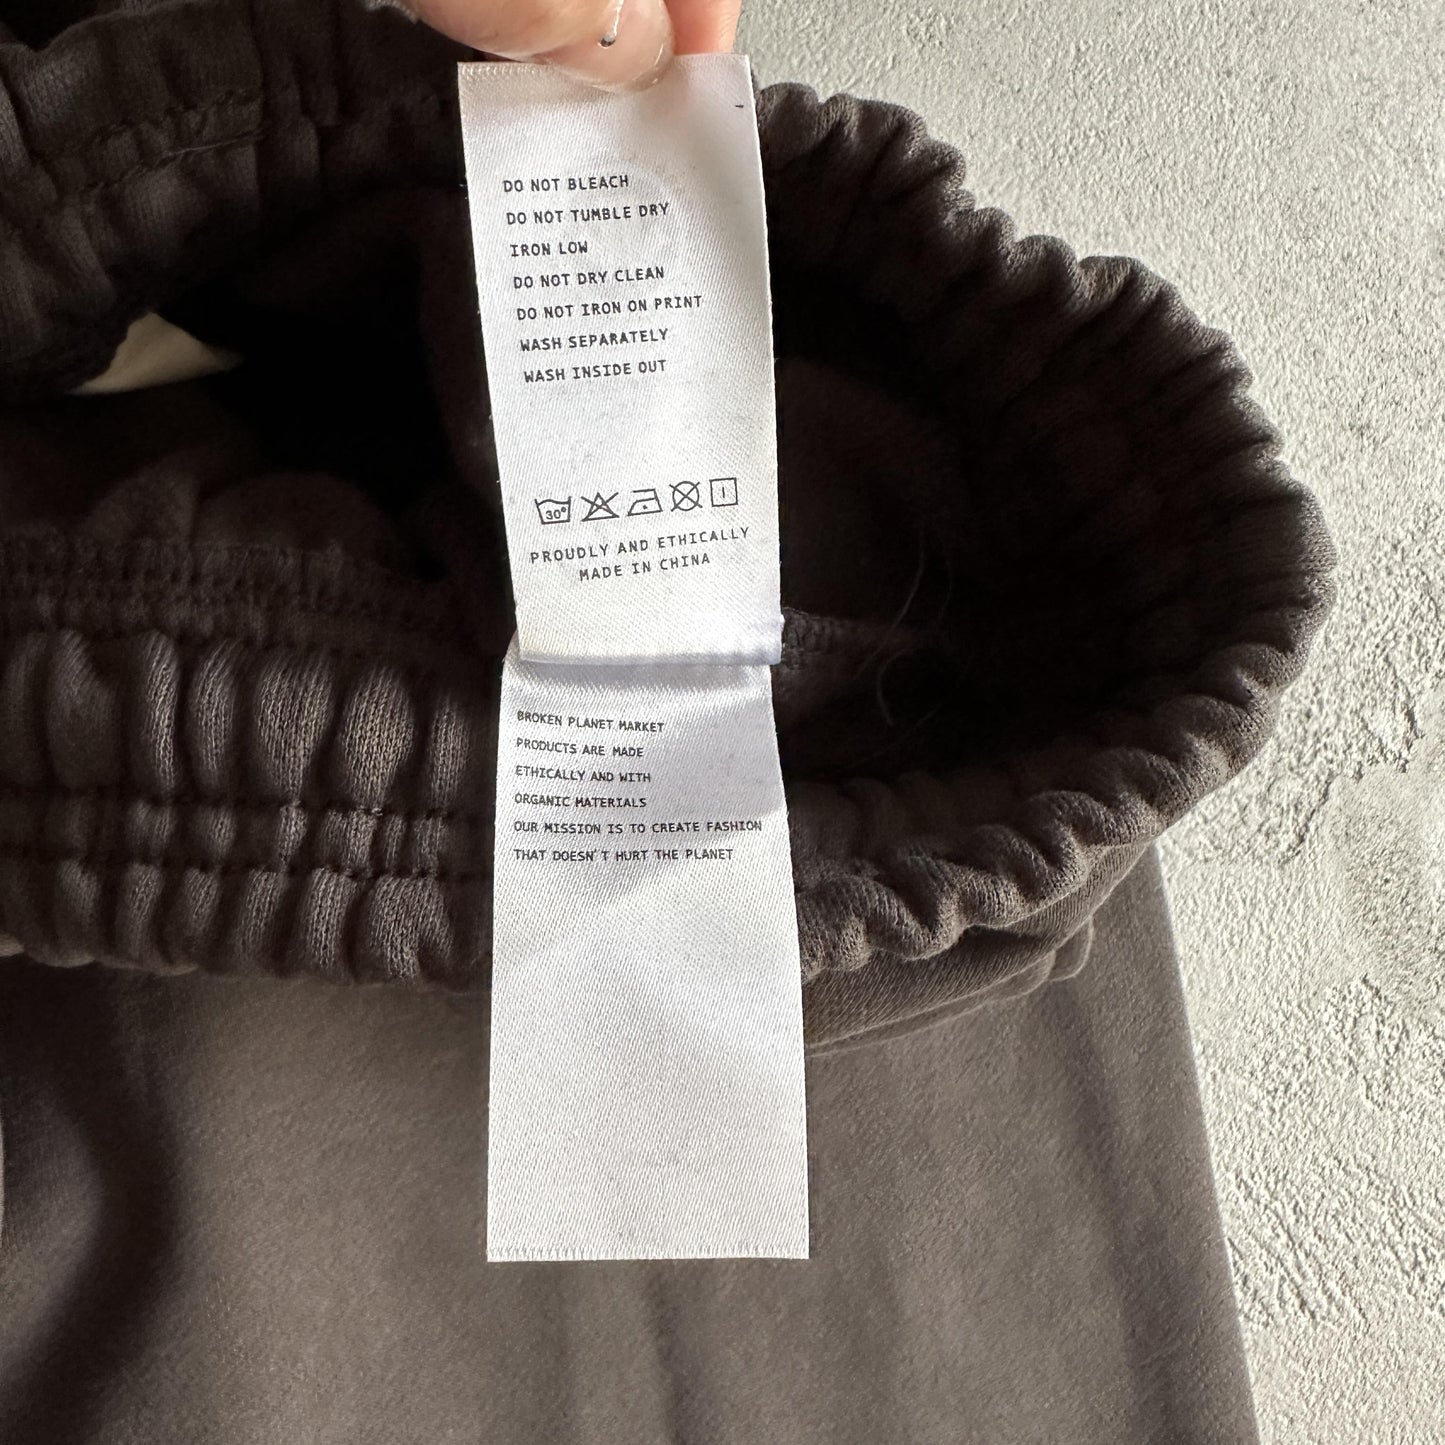 DO NOT BLEACH
DO NOT TUMBLE DRY
IRON LOW
DO NOT DRY CLEAN
DO NOT IRON ON PRINT
WASH SEPARATELY
WASH INSIDE OUT
30°
PROUDLY AND ETHICALLY
MADE IN CHINA
BROKEN PLANET MARKET
PRODUCTS ARE MADE
ETHICALLY AND WITH
ORGANIC MATERIALS
OUR MISSION IS TO CREATE FASHION
THAT DOESN'T HURT THE PLANET